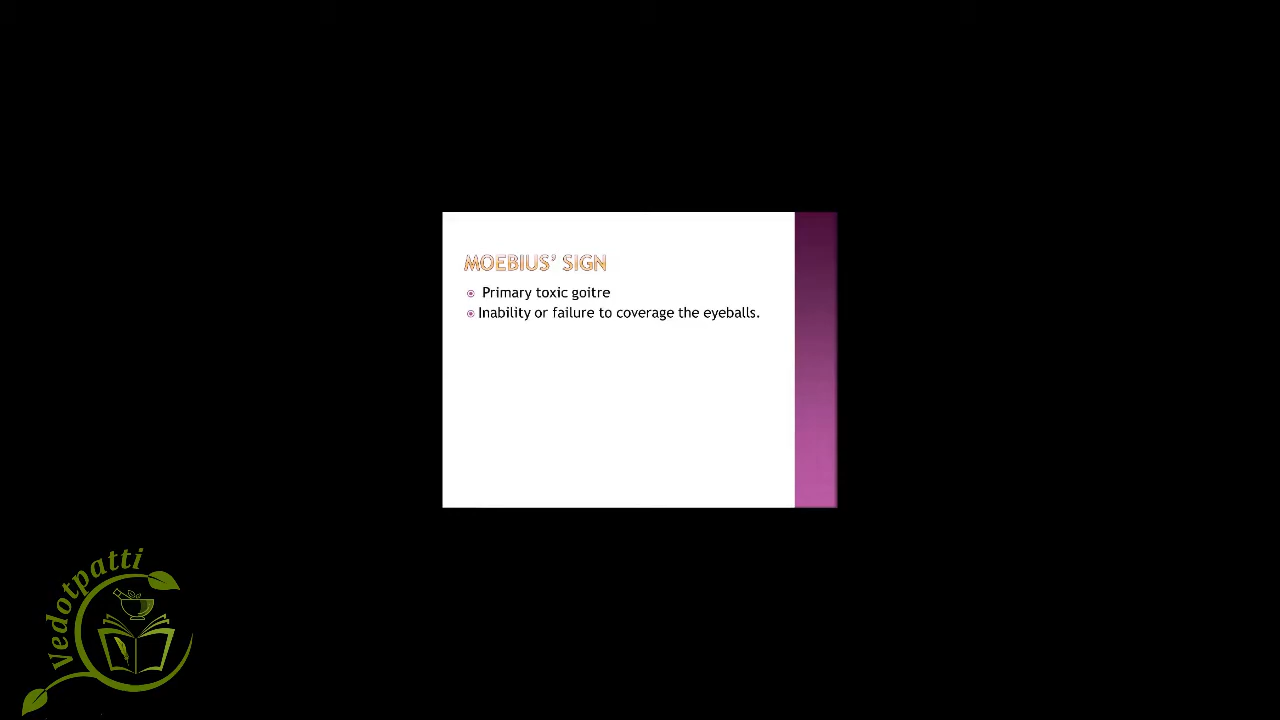 MOEBIUS' SIGN
Primary toxic goitre
Inability or failure to coverage the eyeballs.
vedotpatti